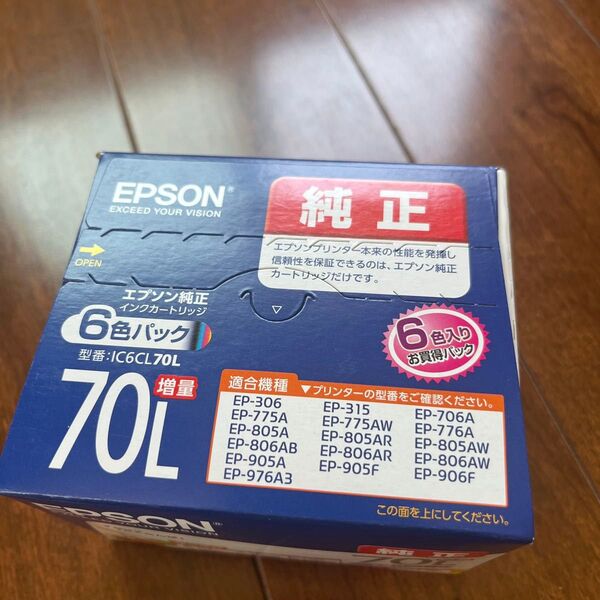 EPSON®
EXCEED YOUR VISION
純正
エプソンプリンター本来の性能を発揮し
信頼性を保証できるのは、エプソン純正
カートリッジだけです。
OPEN
エプソン純正
インクカートリッジ
6色パック
型番:IC6CL70L
70L 増量
6色入り
お買得パック
適合機種 ▼プリンターの型番をご確認ください。
EP-306 EP-315 EP-706A
EP-775A EP-775AW EP-776A
EP-805A EP-805AR EP-805AW
EP-806AB EP-806AR EP-806AW
EP-905A EP-905F EP-906F
EP-976A3
この面を上にしてください。
EPSON®
純正
70L